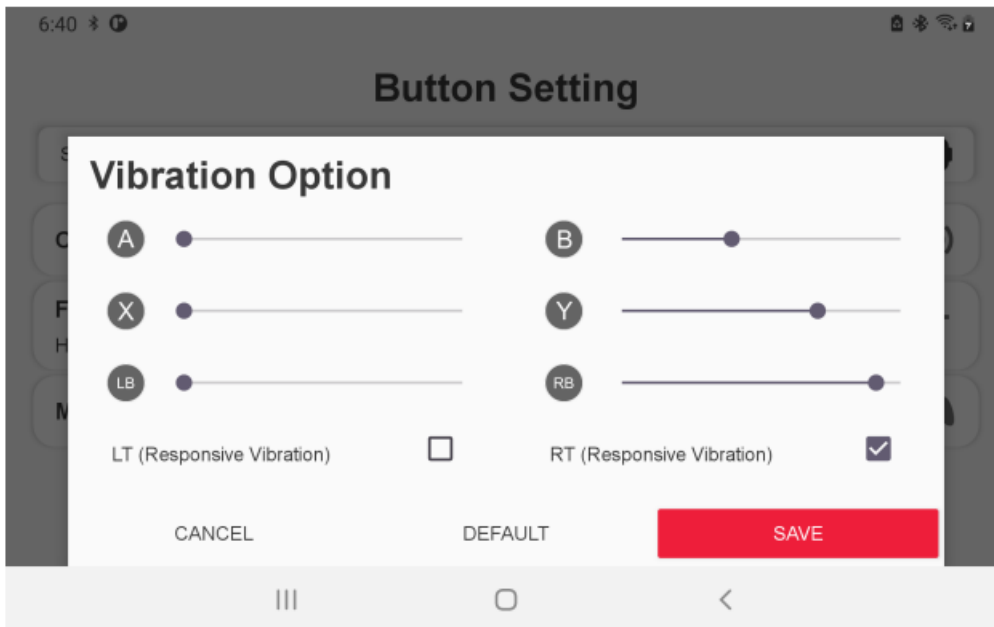 6:40
Button Setting
S
Vibration Option
A
B
C
X
Y
F
H
LB
RB
M
LT (Responsive Vibration)
RT (Responsive Vibration)
CANCEL
DEFAULT
SAVE